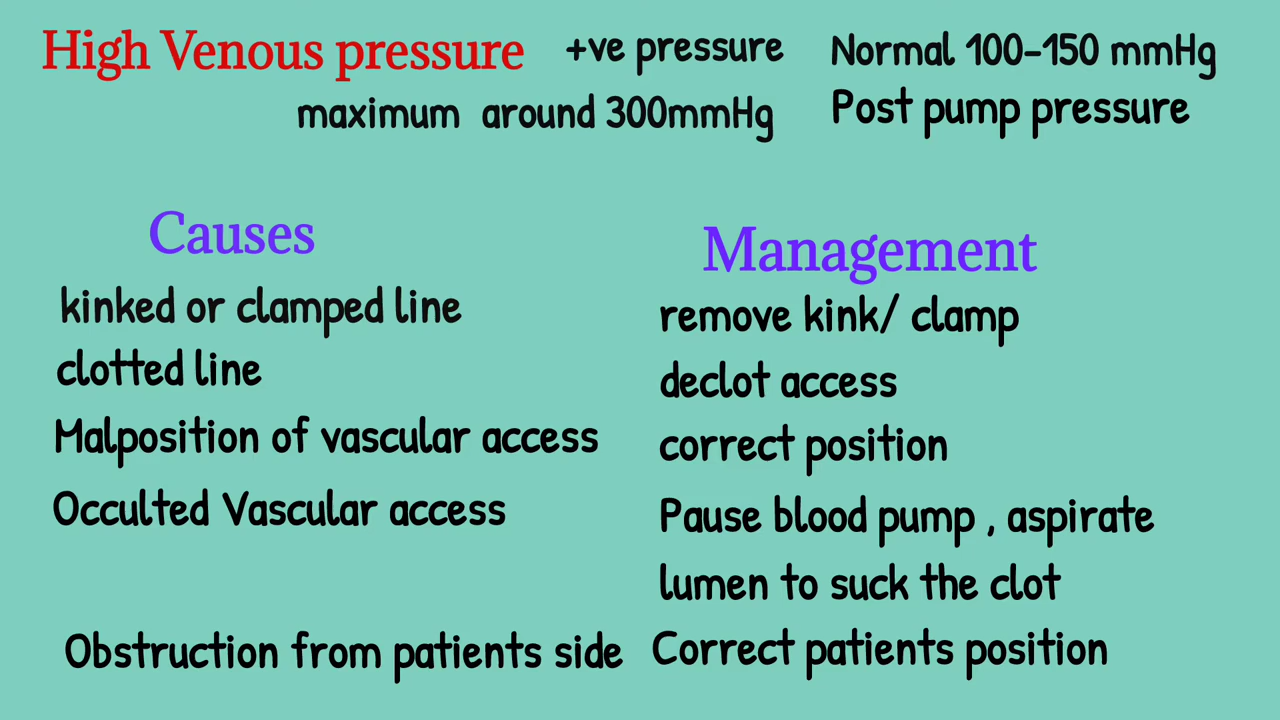 High Venous pressure +ve pressure Normal 100-150 mmHg
maximum around 300mmHg Post pump pressure
Causes
kinked or clamped line
clotted line
Malposition of vascular access
Occulted Vascular access
Obstruction from patients side
Management
remove kink/ clamp
declot access
correct position
Pause blood pump , aspirate
lumen to suck the clot
Correct patients position